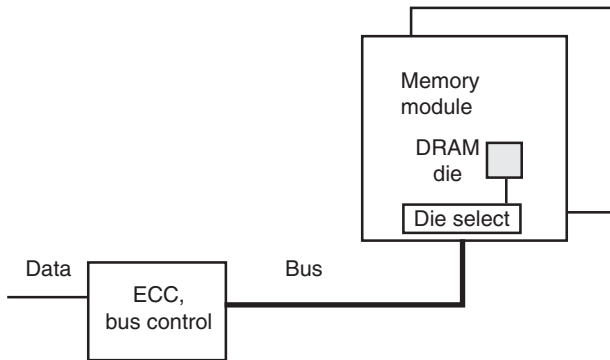 Memory
module
DRAM
die
Die select
Data
Bus
ECC,
bus control